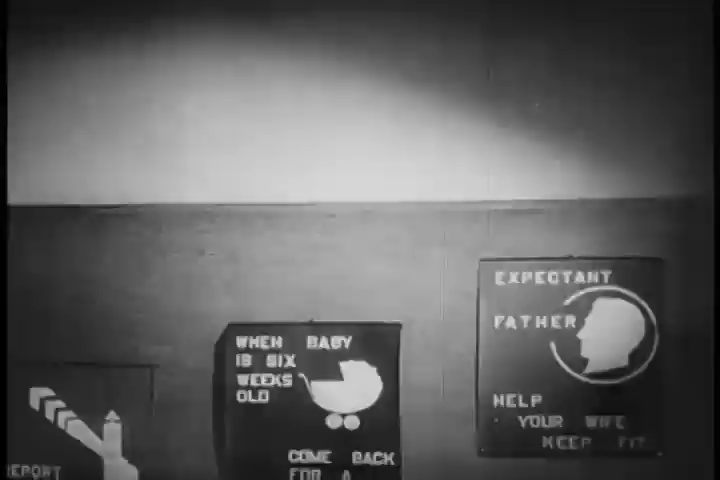 REPORT
WHEN BABY
IS SIX
WEEKS
OLD
COME BACK
FOR A
EXPECTANT
FATHER
HELP
YOUR WIFE
KEEP FIT